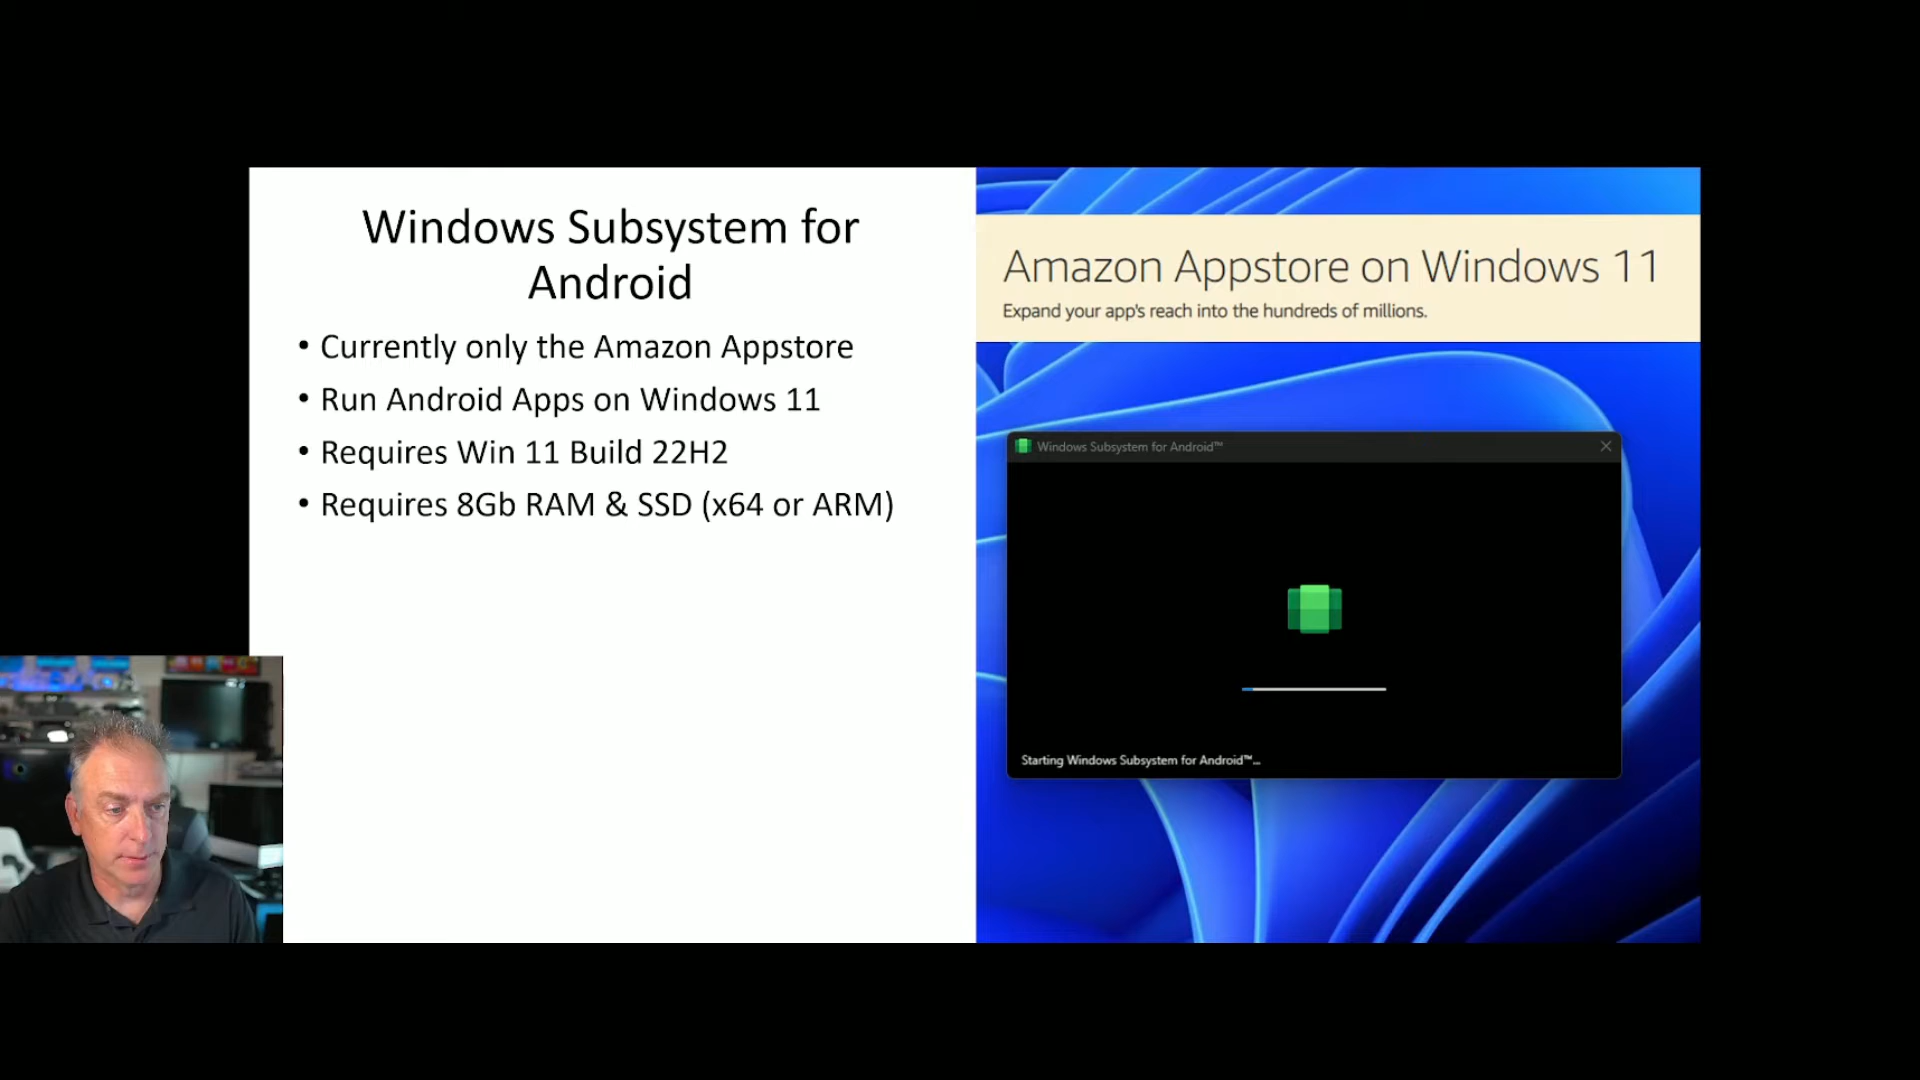 Windows Subsystem for
Android
• Currently only the Amazon Appstore
• Run Android Apps on Windows 11
• Requires Win 11 Build 22H2
• Requires 8Gb RAM & SSD (x64 or ARM)
Amazon Appstore on Windows 11
Expand your app's reach into the hundreds of millions.
Windows Subsystem for Android™
Starting Windows Subsystem for Android™...